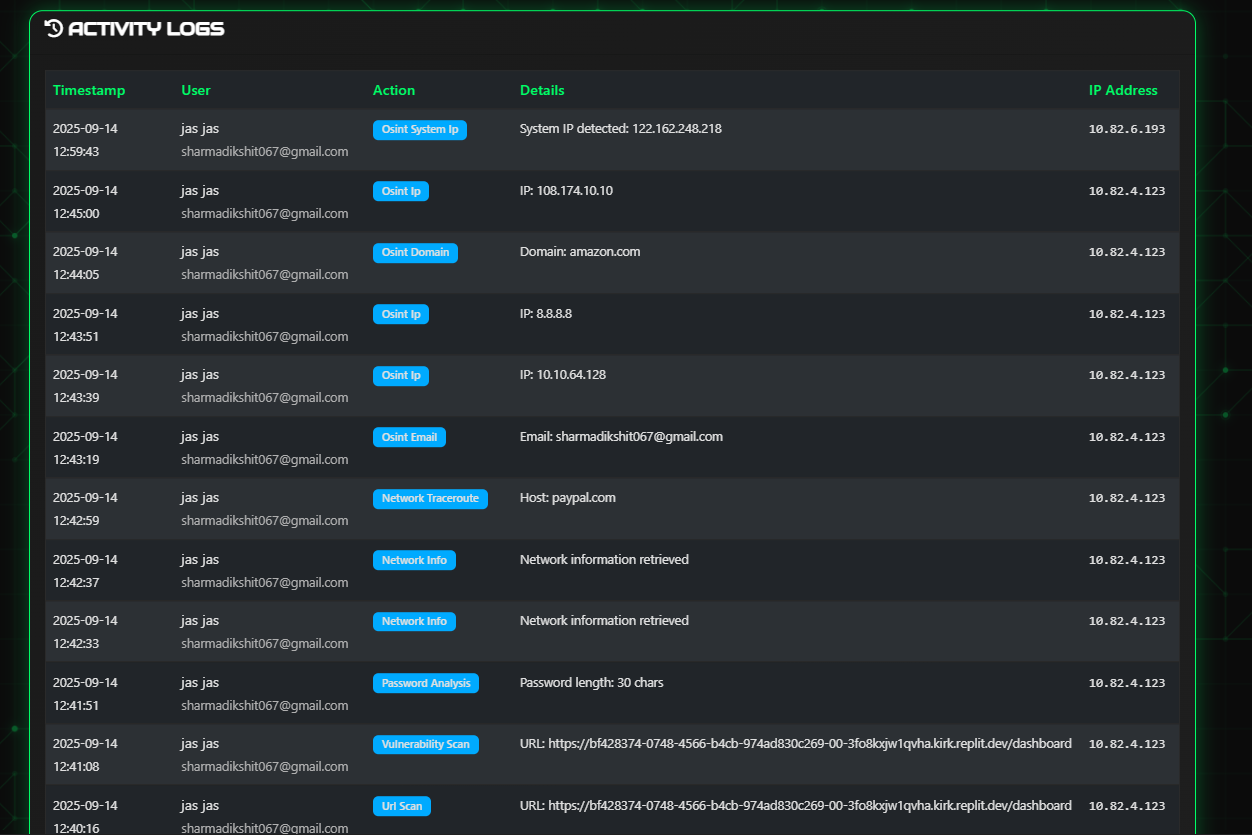 ACTIVITY LOGS
Timestamp User Action Details IP Address
2025-09-14 jas jas Osint System Ip System IP detected: 122.162.248.218 10.82.6.193
12:59:43 sharmadikshit067@gmail.com
2025-09-14 jas jas Osint Ip IP: 108.174.10.10 10.82.4.123
12:45:00 sharmadikshit067@gmail.com
2025-09-14 jas jas Osint Domain Domain: amazon.com 10.82.4.123
12:44:05 sharmadikshit067@gmail.com
2025-09-14 jas jas Osint Ip IP: 8.8.8.8 10.82.4.123
12:43:51 sharmadikshit067@gmail.com
2025-09-14 jas jas Osint Ip IP: 10.10.64.128 10.82.4.123
12:43:39 sharmadikshit067@gmail.com
2025-09-14 jas jas Osint Email Email: sharmadikshit067@gmail.com 10.82.4.123
12:43:19 sharmadikshit067@gmail.com
2025-09-14 jas jas Network Traceroute Host: paypal.com 10.82.4.123
12:42:59 sharmadikshit067@gmail.com
2025-09-14 jas jas Network Info Network information retrieved 10.82.4.123
12:42:37 sharmadikshit067@gmail.com
2025-09-14 jas jas Network Info Network information retrieved 10.82.4.123
12:42:33 sharmadikshit067@gmail.com
2025-09-14 jas jas Password Analysis Password length: 30 chars 10.82.4.123
12:41:51 sharmadikshit067@gmail.com
2025-09-14 jas jas Vulnerability Scan URL: https://bf428374-0748-4566-b4cb-974ad830c269-00-3fo8kxjw1qvha.kirk.replit.dev/dashboard 10.82.4.123
12:41:08 sharmadikshit067@gmail.com
2025-09-14 jas jas Url Scan URL: https://bf428374-0748-4566-b4cb-974ad830c269-00-3fo8kxjw1qvha.kirk.replit.dev/dashboard 10.82.4.123
12:40:16 sharmadikshit067@gmail.com